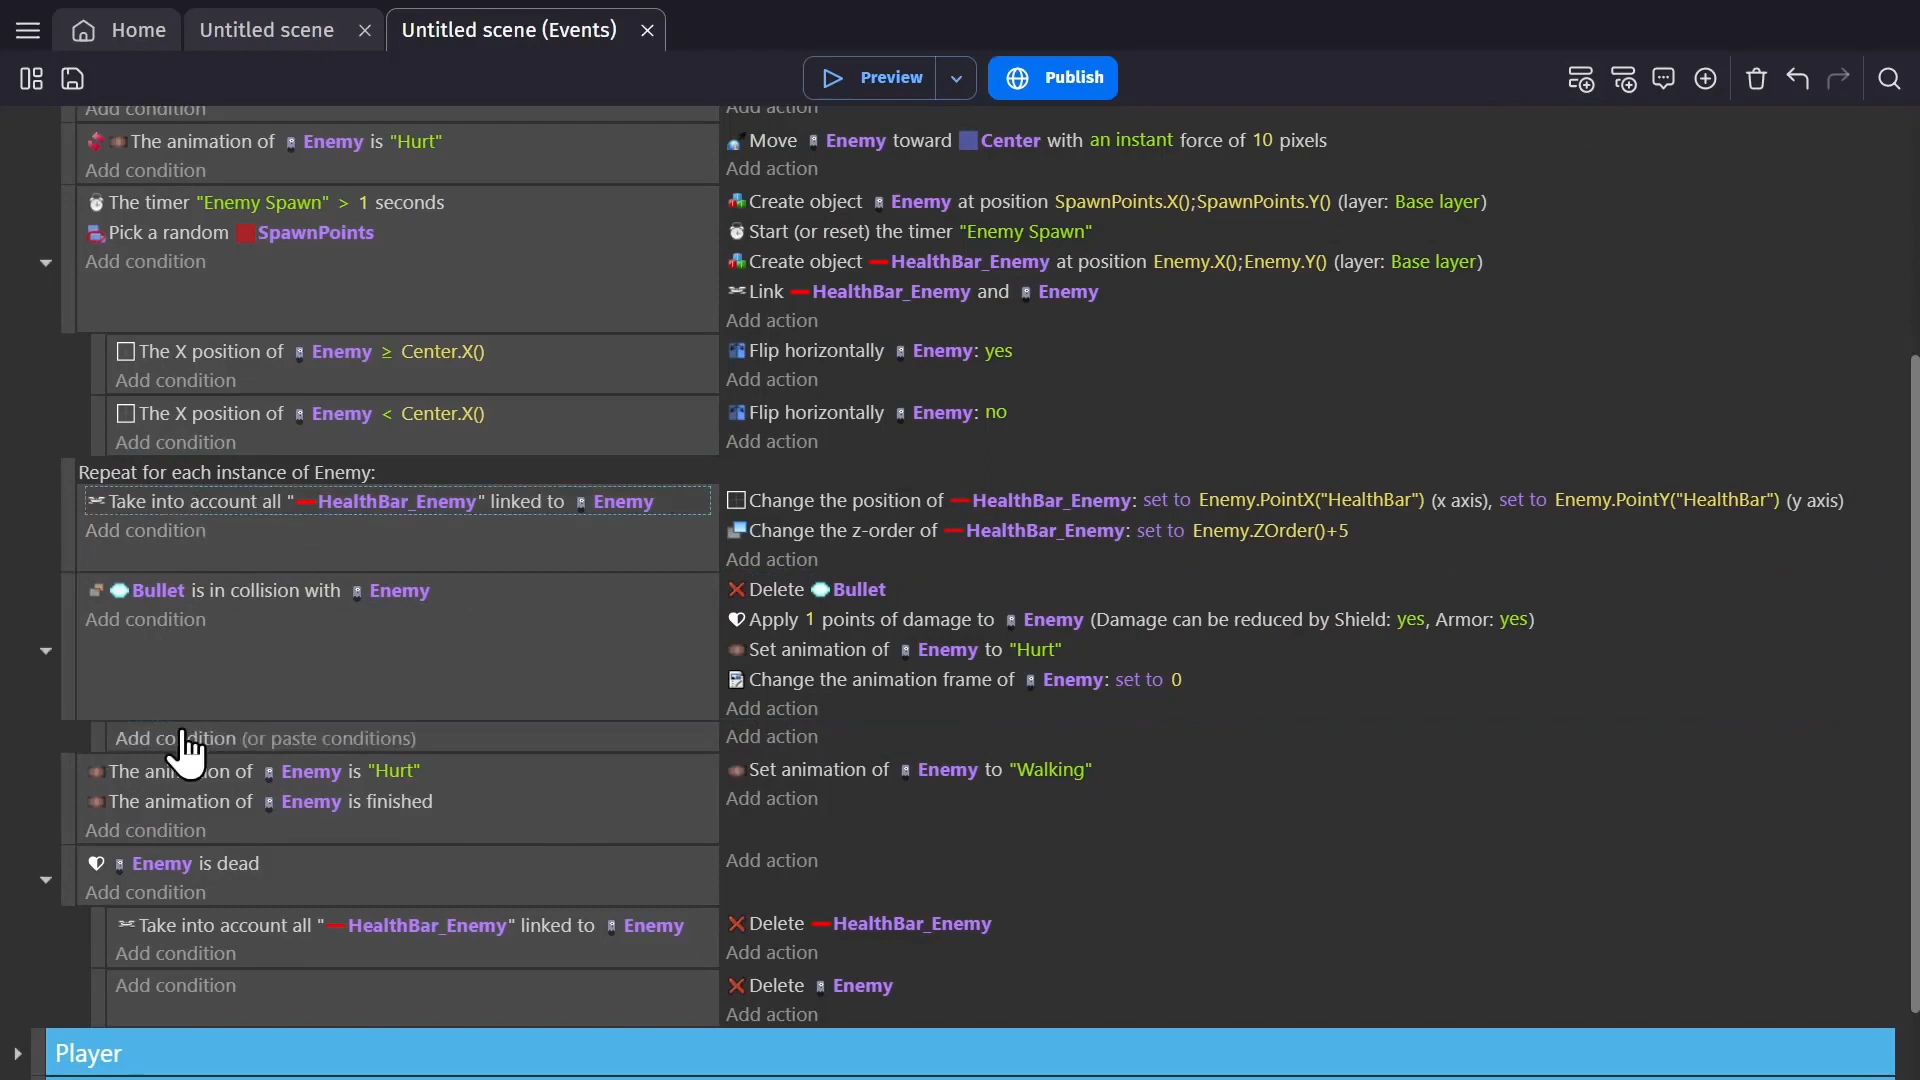 Home
Untitled scene
Untitled scene (Events)
Preview
Publish
Add condition
Add action
The animation of Enemy is "Hurt"
Move Enemy toward Center with an instant force of 10 pixels
Add condition
Add action
The timer "Enemy Spawn" > 1 seconds
Create object Enemy at position SpawnPoints.X();SpawnPoints.Y() (layer: Base layer)
Pick a random SpawnPoints
Start (or reset) the timer "Enemy Spawn"
Add condition
Create object HealthBar_Enemy at position Enemy.X();Enemy.Y() (layer: Base layer)
Link HealthBar_Enemy and Enemy
Add action
The X position of Enemy ≥ Center.X()
Flip horizontally Enemy: yes
Add condition
Add action
The X position of Enemy < Center.X()
Flip horizontally Enemy: no
Add condition
Add action
Repeat for each instance of Enemy:
Take into account all "HealthBar_Enemy" linked to Enemy
Change the position of HealthBar_Enemy: set to Enemy.PointX("HealthBar") (x axis), set to Enemy.PointY("HealthBar") (y axis)
Add condition
Change the z-order of HealthBar_Enemy: set to Enemy.ZOrder()+5
Add action
Bullet is in collision with Enemy
Delete Bullet
Add condition
Apply 1 points of damage to Enemy (Damage can be reduced by Shield: yes, Armor: yes)
Set animation of Enemy to "Hurt"
Change the animation frame of Enemy: set to 0
Add action
Add condition (or paste conditions)
Add action
The animation of Enemy is "Hurt"
Set animation of Enemy to "Walking"
The animation of Enemy is finished
Add action
Add condition
Enemy is dead
Add action
Add condition
Take into account all "HealthBar_Enemy" linked to Enemy
Delete HealthBar_Enemy
Add condition
Add action
Add condition
Delete Enemy
Add action
Player